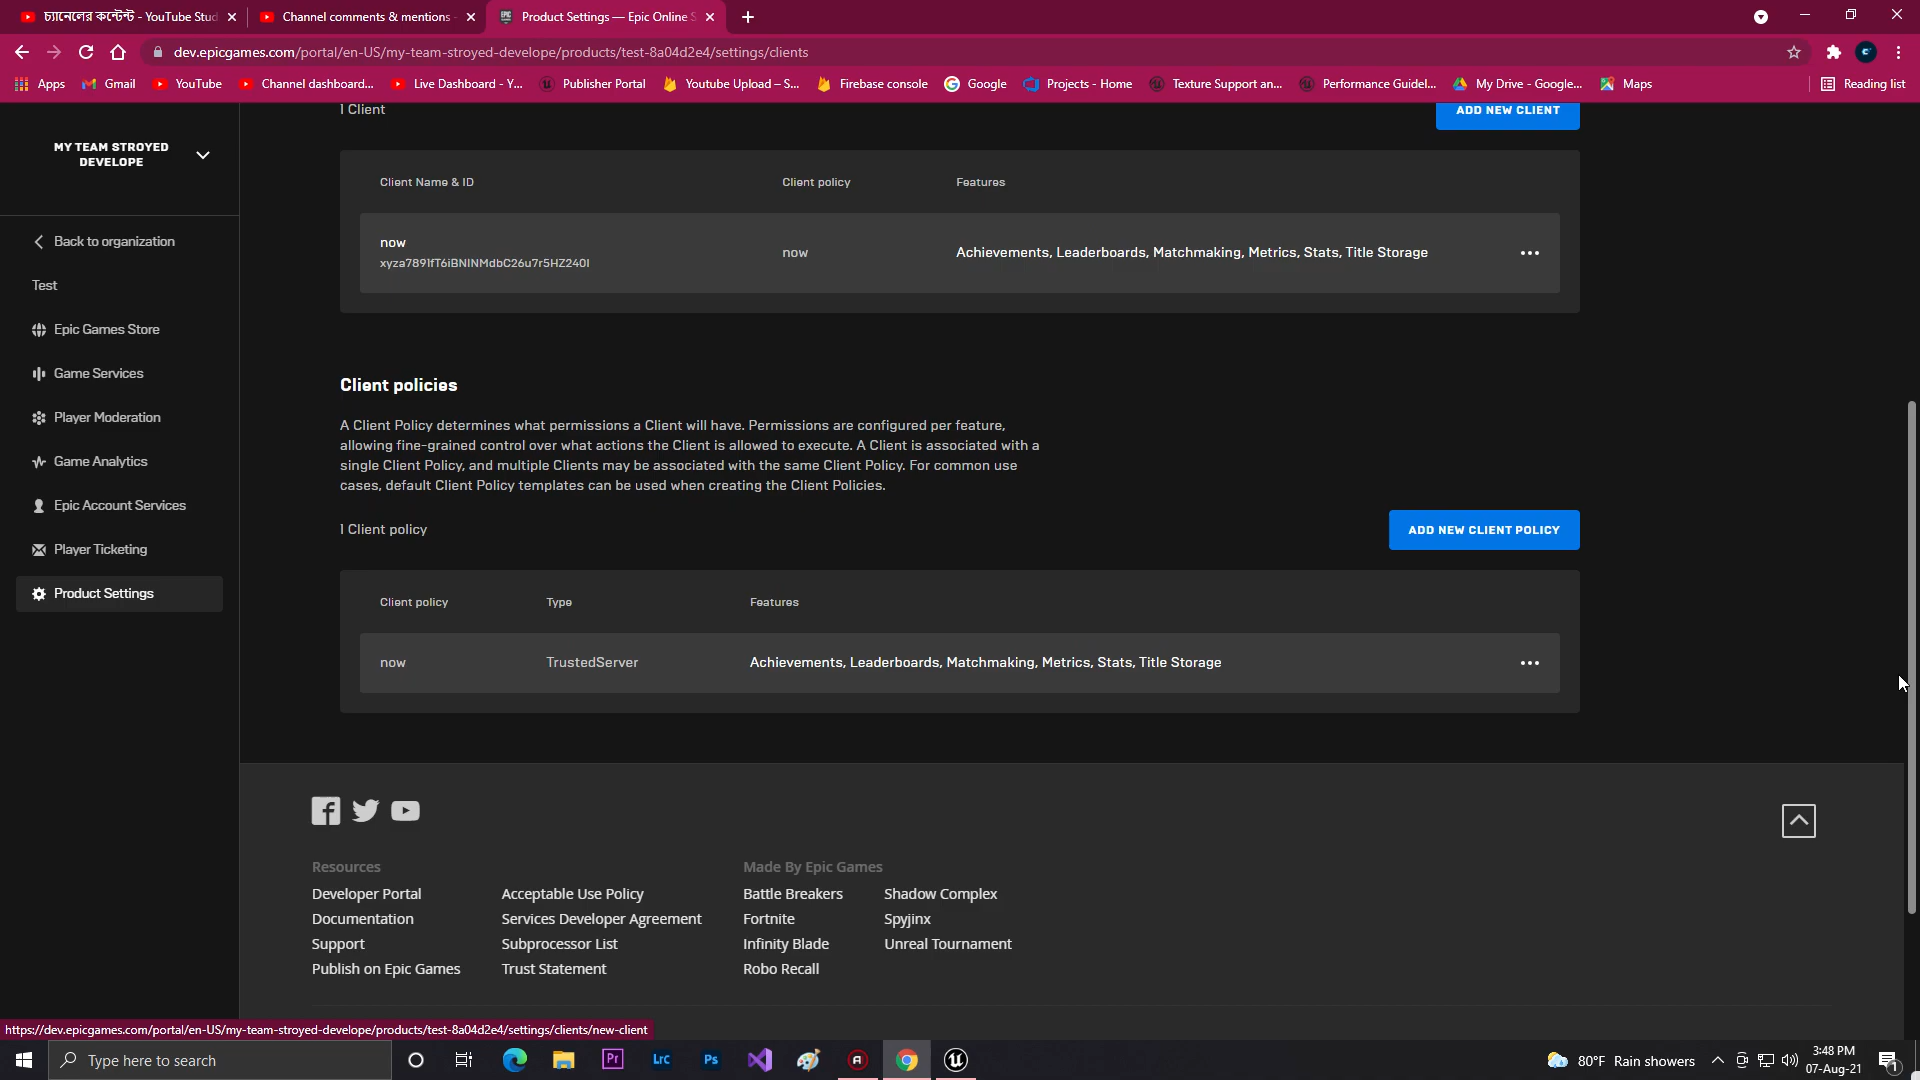 চ্যানেলের কন্টেন্ট - YouTube Stud
Channel comments & mentions -
Product Settings — Epic Online S
dev.epicgames.com/portal/en-US/my-team-stroyed-develope/products/test-8a04d2e4/settings/clients
Apps
Gmail
YouTube
Channel dashboard...
Live Dashboard - Y...
Publisher Portal
Youtube Upload – S...
Firebase console
Google
Projects - Home
Texture Support an...
Performance Guidel...
My Drive - Google...
Maps
Reading list
MY TEAM STROYED
DEVELOPE
Back to organization
Test
Epic Games Store
Game Services
Player Moderation
Game Analytics
Epic Account Services
Player Ticketing
Product Settings
1 Client
ADD NEW CLIENT
Client Name & ID
Client policy
Features
now
now
Achievements, Leaderboards, Matchmaking, Metrics, Stats, Title Storage
Client policies
A Client Policy determines what permissions a Client will have. Permissions are configured per feature,
allowing fine-grained control over what actions the Client is allowed to execute. A Client is associated with a
single Client Policy, and multiple Clients may be associated with the same Client Policy. For common use
cases, default Client Policy templates can be used when creating the Client Policies.
1 Client policy
ADD NEW CLIENT POLICY
Client policy
Type
Features
now
TrustedServer
Achievements, Leaderboards, Matchmaking, Metrics, Stats, Title Storage
Resources
Developer Portal
Documentation
Support
Publish on Epic Games
Acceptable Use Policy
Services Developer Agreement
Subprocessor List
Trust Statement
Made By Epic Games
Battle Breakers
Fortnite
Infinity Blade
Robo Recall
Shadow Complex
Spyjinx
Unreal Tournament
https://dev.epicgames.com/portal/en-US/my-team-stroyed-develope/products/test-8a04d2e4/settings/clients/new-client
Type here to search
Pr
Lrc
Ps
80°F Rain showers
3:48 PM
07-Aug-21
1